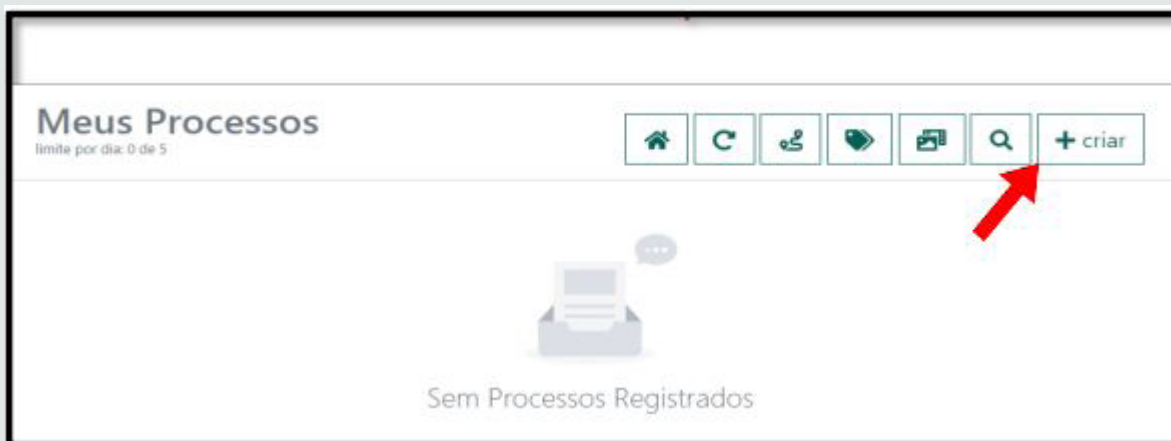 Meus Processos
limite por dia: 0 de 5
+ criar
Sem Processos Registrados